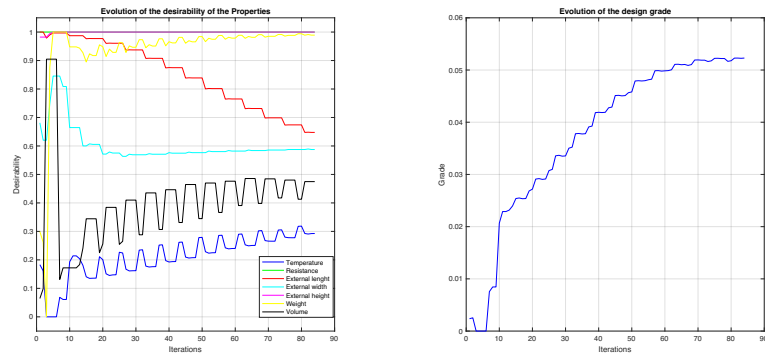 Evolution of the desirability of the Properties
1
0.9
0.8
0.7
0.6
0.5
0.4
0.3
0.2
0.1
0
Desirability
0 10 20 30 40 50 60 70 80 90
Iterations
Temperature
Resistance
External lenght
External width
External height
Weight
Volume
Evolution of the design grade
0.06
0.05
0.04
0.03
0.02
0.01
0
Grade
0 10 20 30 40 50 60 70 80 90
Iterations